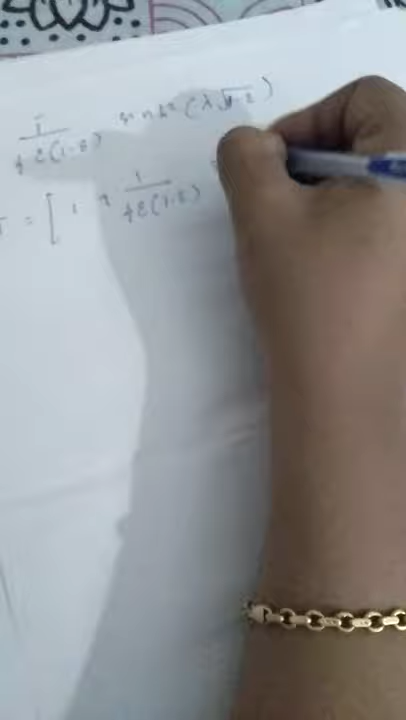 1/(4ε(1-ε)) sinh²(λ√1-ε)
T = [1 + 1/(4ε(1-ε))